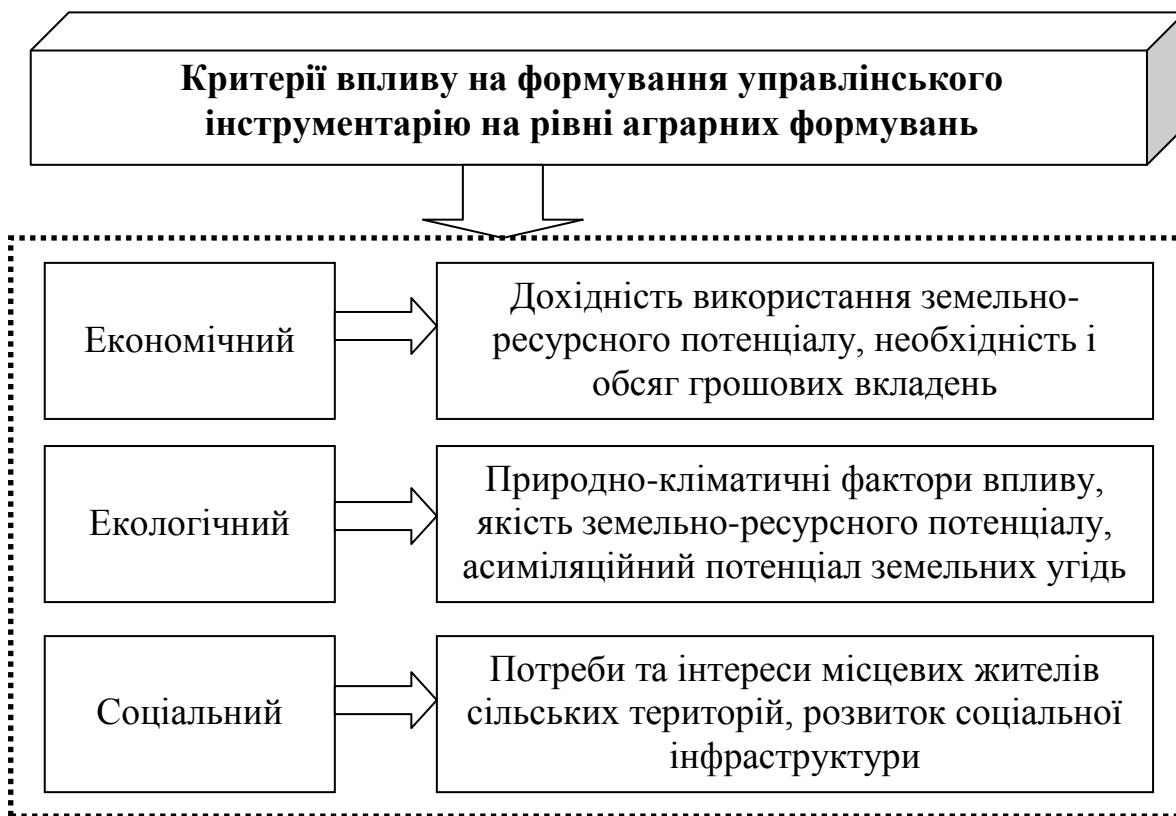 Критерії впливу на формування управлінського
інструментарію на рівні аграрних формувань
Економічний
Дохідність використання земельно-
ресурсного потенціалу, необхідність і
обсяг грошових вкладень
Екологічний
Природно-кліматичні фактори впливу,
якість земельно-ресурсного потенціалу,
асиміляційний потенціал земельних угідь
Соціальний
Потреби та інтереси місцевих жителів
сільських територій, розвиток соціальної
інфраструктури